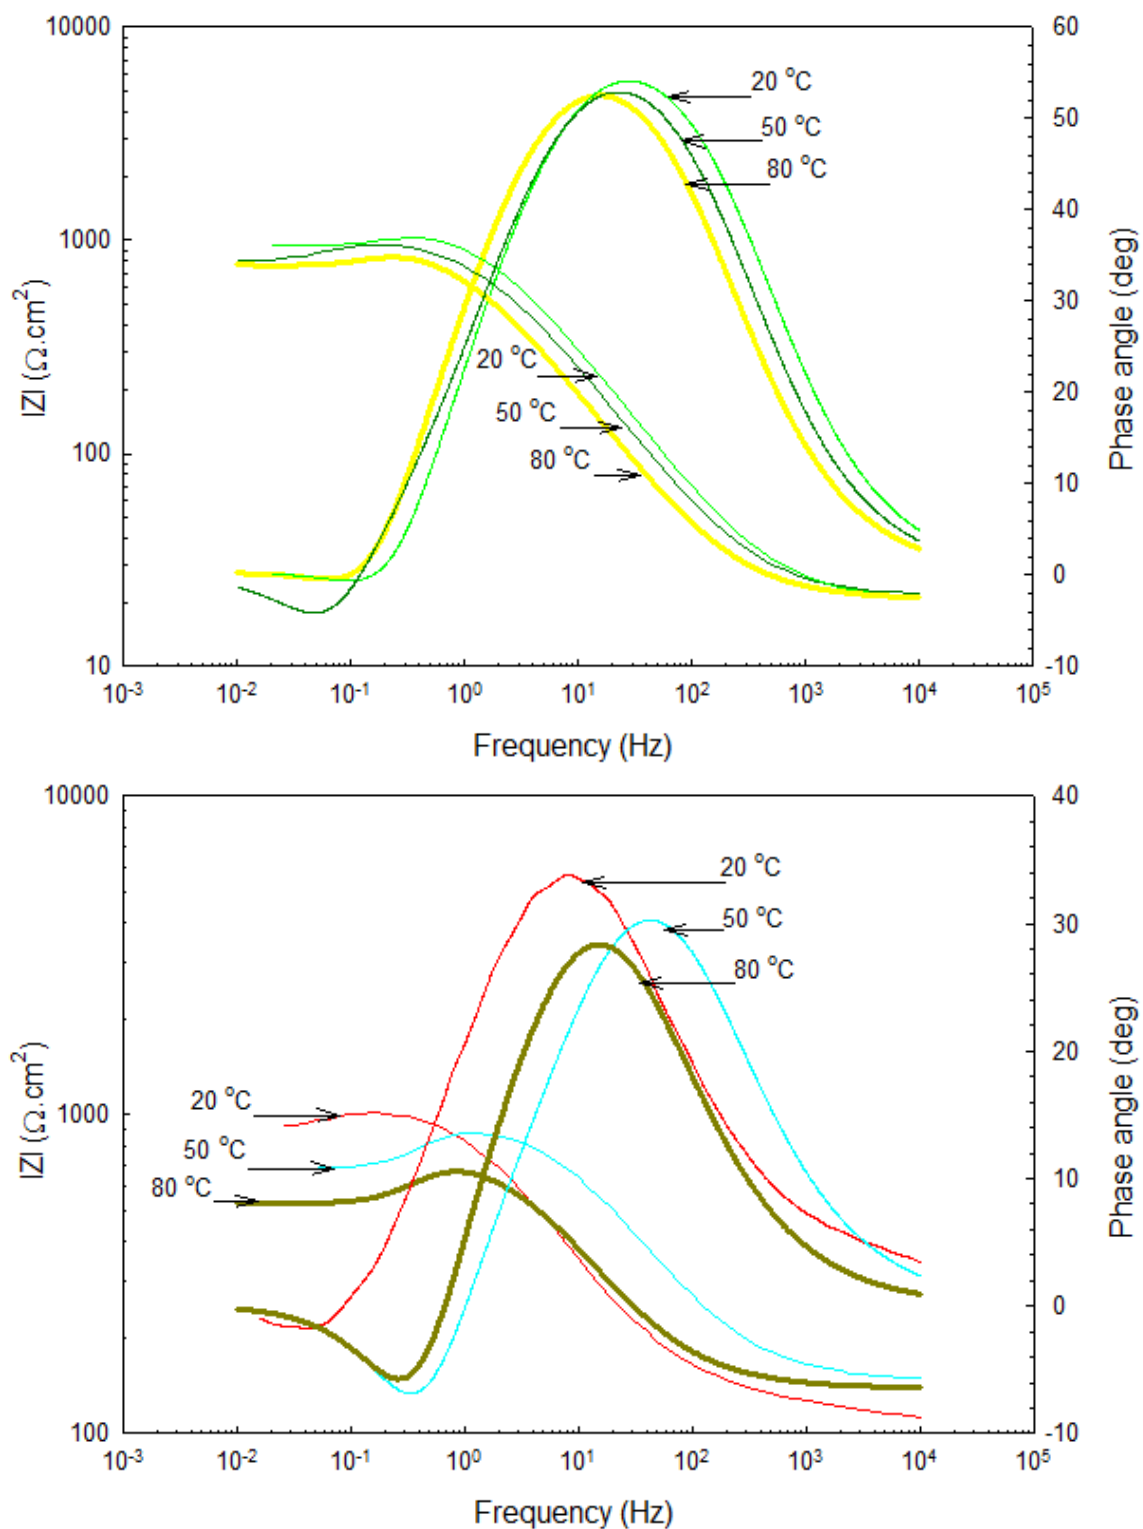 10000
1000
100
10
IZI (Ω.cm²)
60
50
40
30
20
10
0
-10
Phase angle (deg)
20 °C
50 °C
80 °C
20 °C
50 °C
80 °C
10⁻³ 10⁻² 10⁻¹ 10⁰ 10¹ 10² 10³ 10⁴ 10⁵
Frequency (Hz)
10000
1000
100
IZI (Ω.cm²)
40
30
20
10
0
-10
Phase angle (deg)
20 °C
50 °C
80 °C
20 °C
50 °C
80 °C
10⁻³ 10⁻² 10⁻¹ 10⁰ 10¹ 10² 10³ 10⁴ 10⁵
Frequency (Hz)